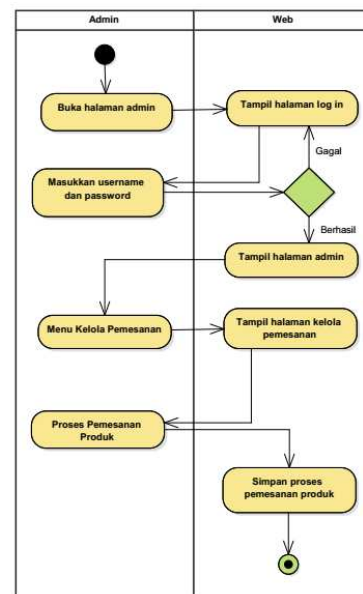 Admin
Web
Buka halaman admin
Tampil halaman log in
Gagal
Masukkan username
dan password
Berhasil
Tampil halaman admin
Menu Kelola Pemesanan
Tampil halaman kelola
pemesanan
Proses Pemesanan
Produk
Simpan proses
pemesanan produk